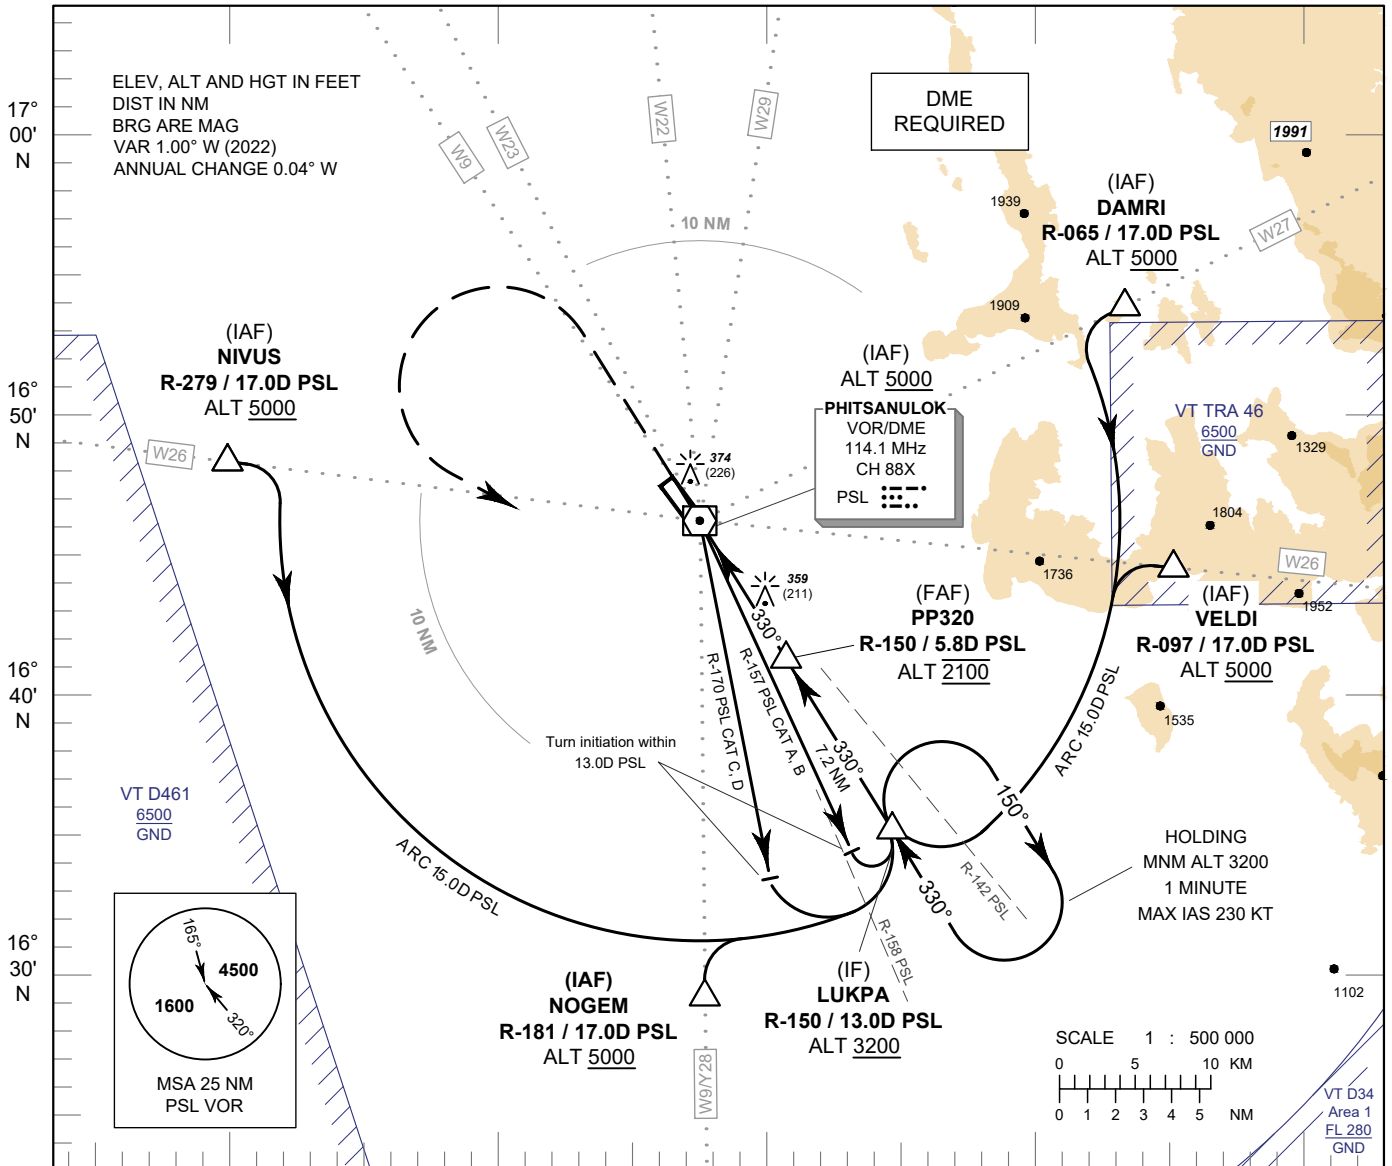 ELEV, ALT AND HGT IN FEET
DIST IN NM
BRG ARE MAG
VAR 1.00° W (2022)
ANNUAL CHANGE 0.04° W
17°
00'
N
16°
50'
N
16°
40'
N
16°
30'
N
W9
W23
W22
W29
DME
REQUIRED
1991
1939
(IAF)
DAMRI
R-065 / 17.0D PSL
ALT 5000
W27
10 NM
1909
(IAF)
NIVUS
R-279 / 17.0D PSL
ALT 5000
W26
(IAF)
ALT 5000
PHITSANULOK
VOR/DME
114.1 MHz
CH 88X
PSL
VT TRA 46
6500
GND
1329
1804
374
(226)
359
(211)
1736
W26
1952
(FAF)
PP320
R-150 / 5.8D PSL
ALT 2100
(IAF)
VELDI
R-097 / 17.0D PSL
ALT 5000
10 NM
330°
R-170 PSL CAT C, D
R-157 PSL CAT A, B
7.2 NM
330°
1535
ARC 15.0D PSL
Turn initiation within
13.0D PSL
150°
R-142 PSL
330°
R-158 PSL
HOLDING
MNM ALT 3200
1 MINUTE
MAX IAS 230 KT
VT D461
6500
GND
ARC 15.0D PSL
165°
4500
1600
320°
MSA 25 NM
PSL VOR
(IAF)
NOGEM
R-181 / 17.0D PSL
ALT 5000
W9/Y28
(IF)
LUKPA
R-150 / 13.0D PSL
ALT 3200
1102
SCALE 1 : 500 000
0 5 10 KM
0 1 2 3 4 5 NM
VT D34
Area 1
FL 280
GND